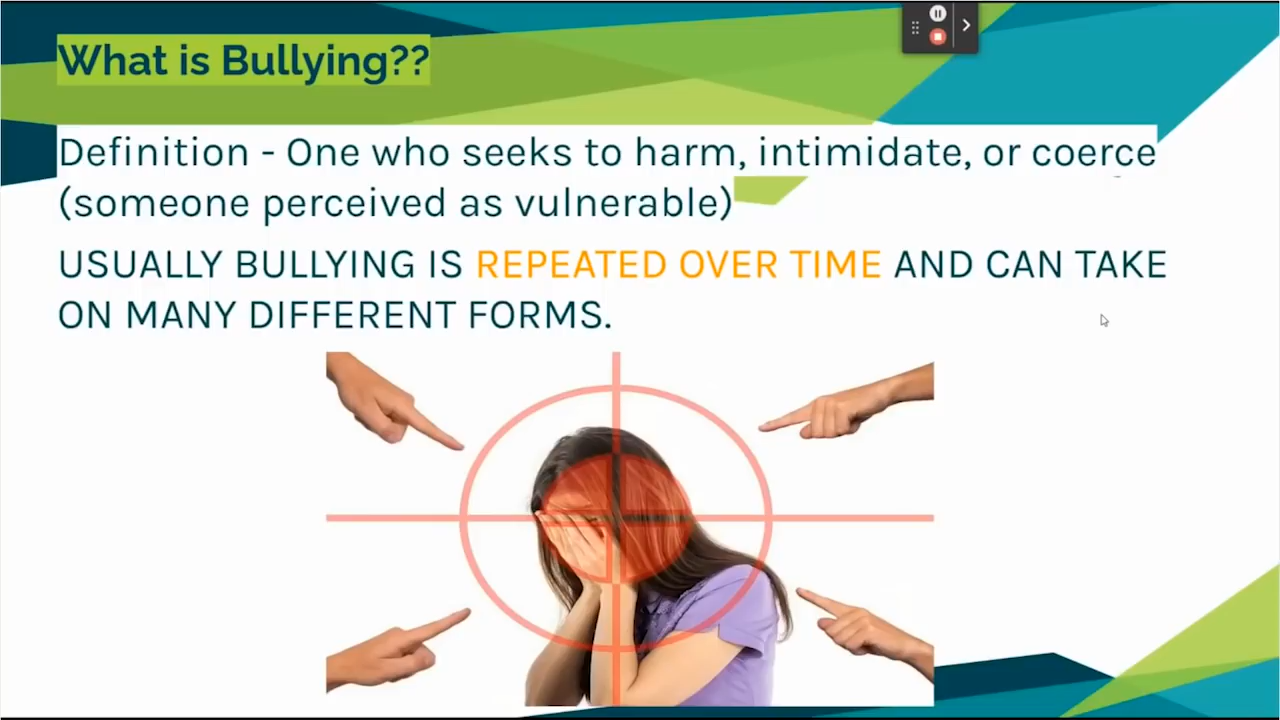 What is Bullying??
Definition - One who seeks to harm, intimidate, or coerce
(someone perceived as vulnerable)
USUALLY BULLYING IS REPEATED OVER TIME AND CAN TAKE
ON MANY DIFFERENT FORMS.